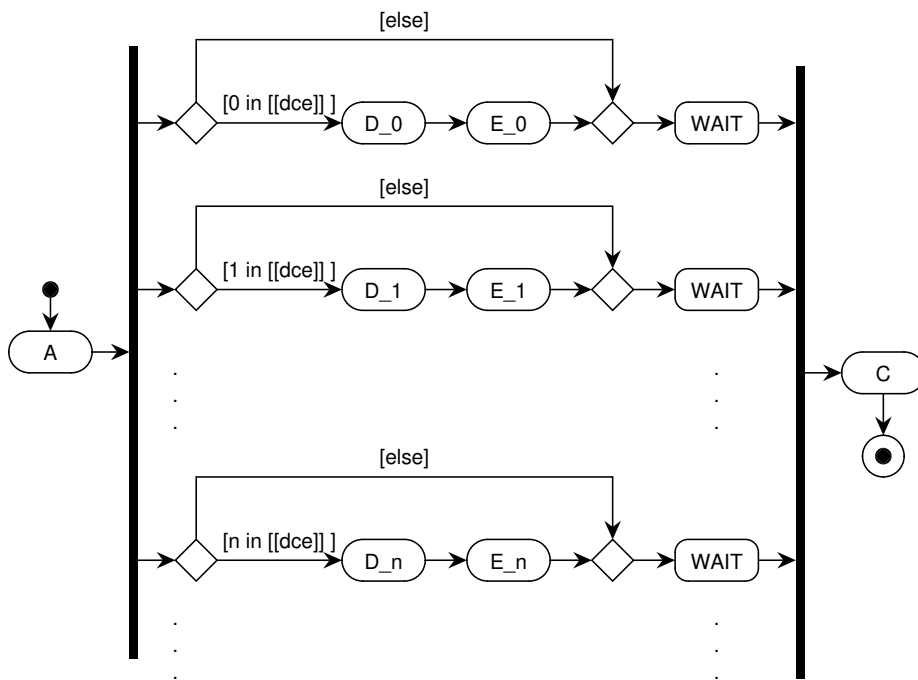 [else]
[0 in [[dce]] ]
D_0
E_0
WAIT
[else]
[1 in [[dce]] ]
D_1
E_1
WAIT
A
C
[else]
[n in [[dce]] ]
D_n
E_n
WAIT